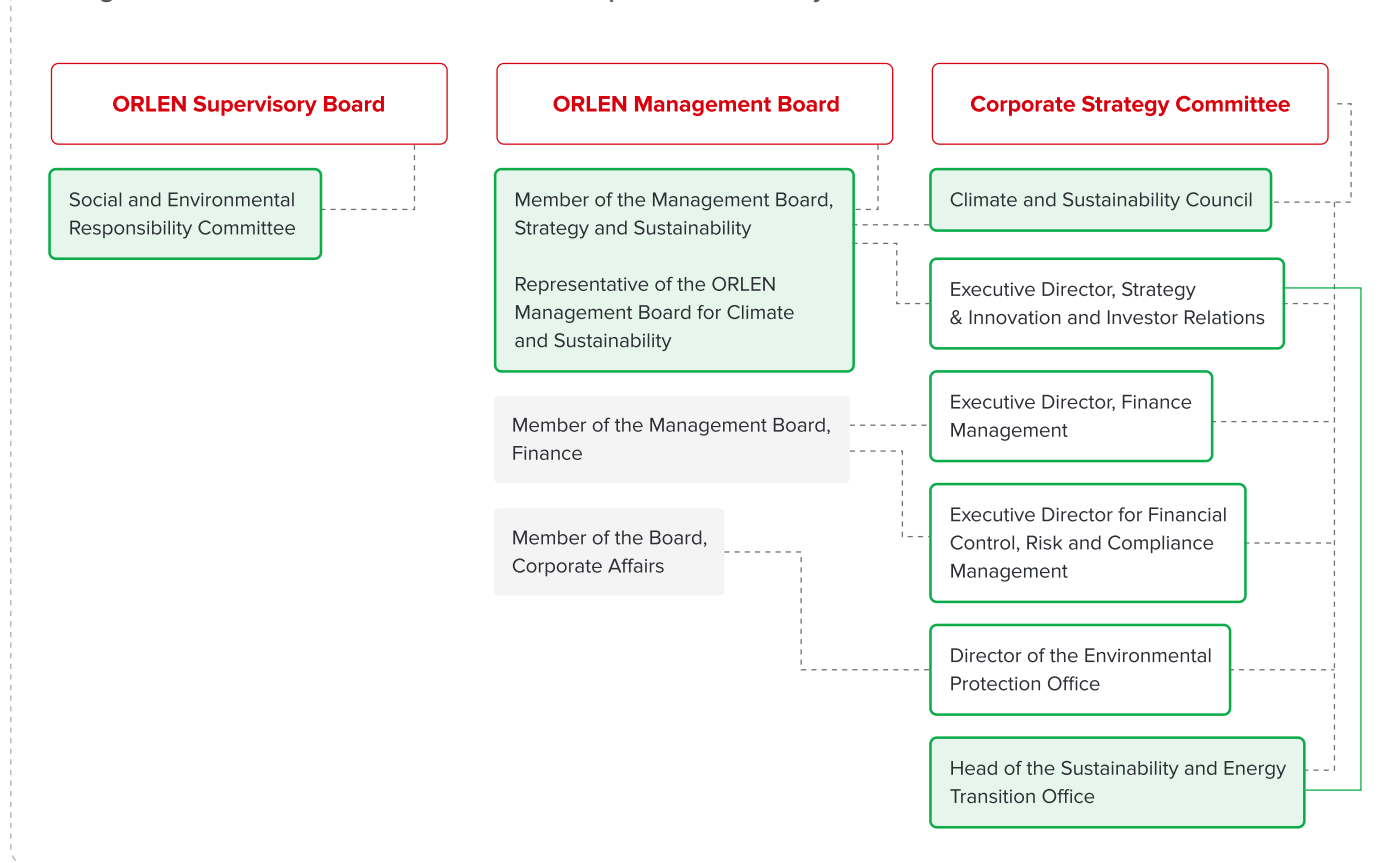 ORLEN Supervisory Board
Social and Environmental
Responsibility Committee
ORLEN Management Board
Member of the Management Board,
Strategy and Sustainability
Representative of the ORLEN
Management Board for Climate
and Sustainability
Member of the Management Board,
Finance
Member of the Board,
Corporate Affairs
Corporate Strategy Committee
Climate and Sustainability Council
Executive Director, Strategy
& Innovation and Investor Relations
Executive Director, Finance
Management
Executive Director for Financial
Control, Risk and Compliance
Management
Director of the Environmental
Protection Office
Head of the Sustainability and Energy
Transition Office